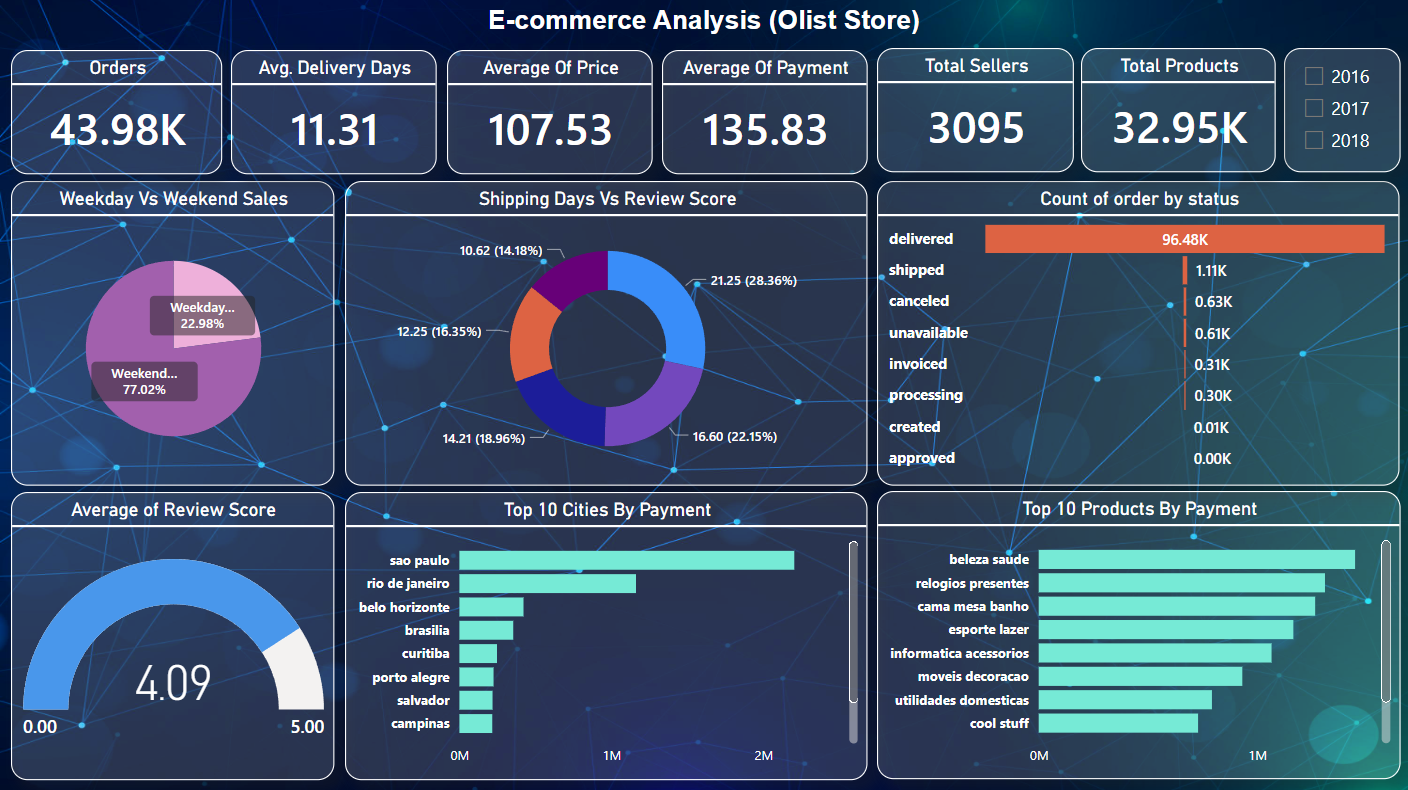 E-commerce Analysis (Olist Store)
Orders
43.98K
Avg. Delivery Days
11.31
Average Of Price
107.53
Average Of Payment
135.83
Total Sellers
3095
Total Products
32.95K
2016
2017
2018
Weekday Vs Weekend Sales
Weekday...
22.98%
Weekend...
77.02%
Shipping Days Vs Review Score
10.62 (14.18%)
21.25 (28.36%)
12.25 (16.35%)
14.21 (18.96%)
16.60 (22.15%)
Count of order by status
delivered 96.48K
shipped 1.11K
canceled 0.63K
unavailable 0.61K
invoiced 0.31K
processing 0.30K
created 0.01K
approved 0.00K
Average of Review Score
4.09
0.00 5.00
Top 10 Cities By Payment
sao paulo
rio de janeiro
belo horizonte
brasilia
curitiba
porto alegre
salvador
campinas
0M 1M 2M
Top 10 Products By Payment
beleza saude
relogios presentes
cama mesa banho
esporte lazer
informatica acessorios
moveis decoracao
utilidades domesticas
cool stuff
0M 1M